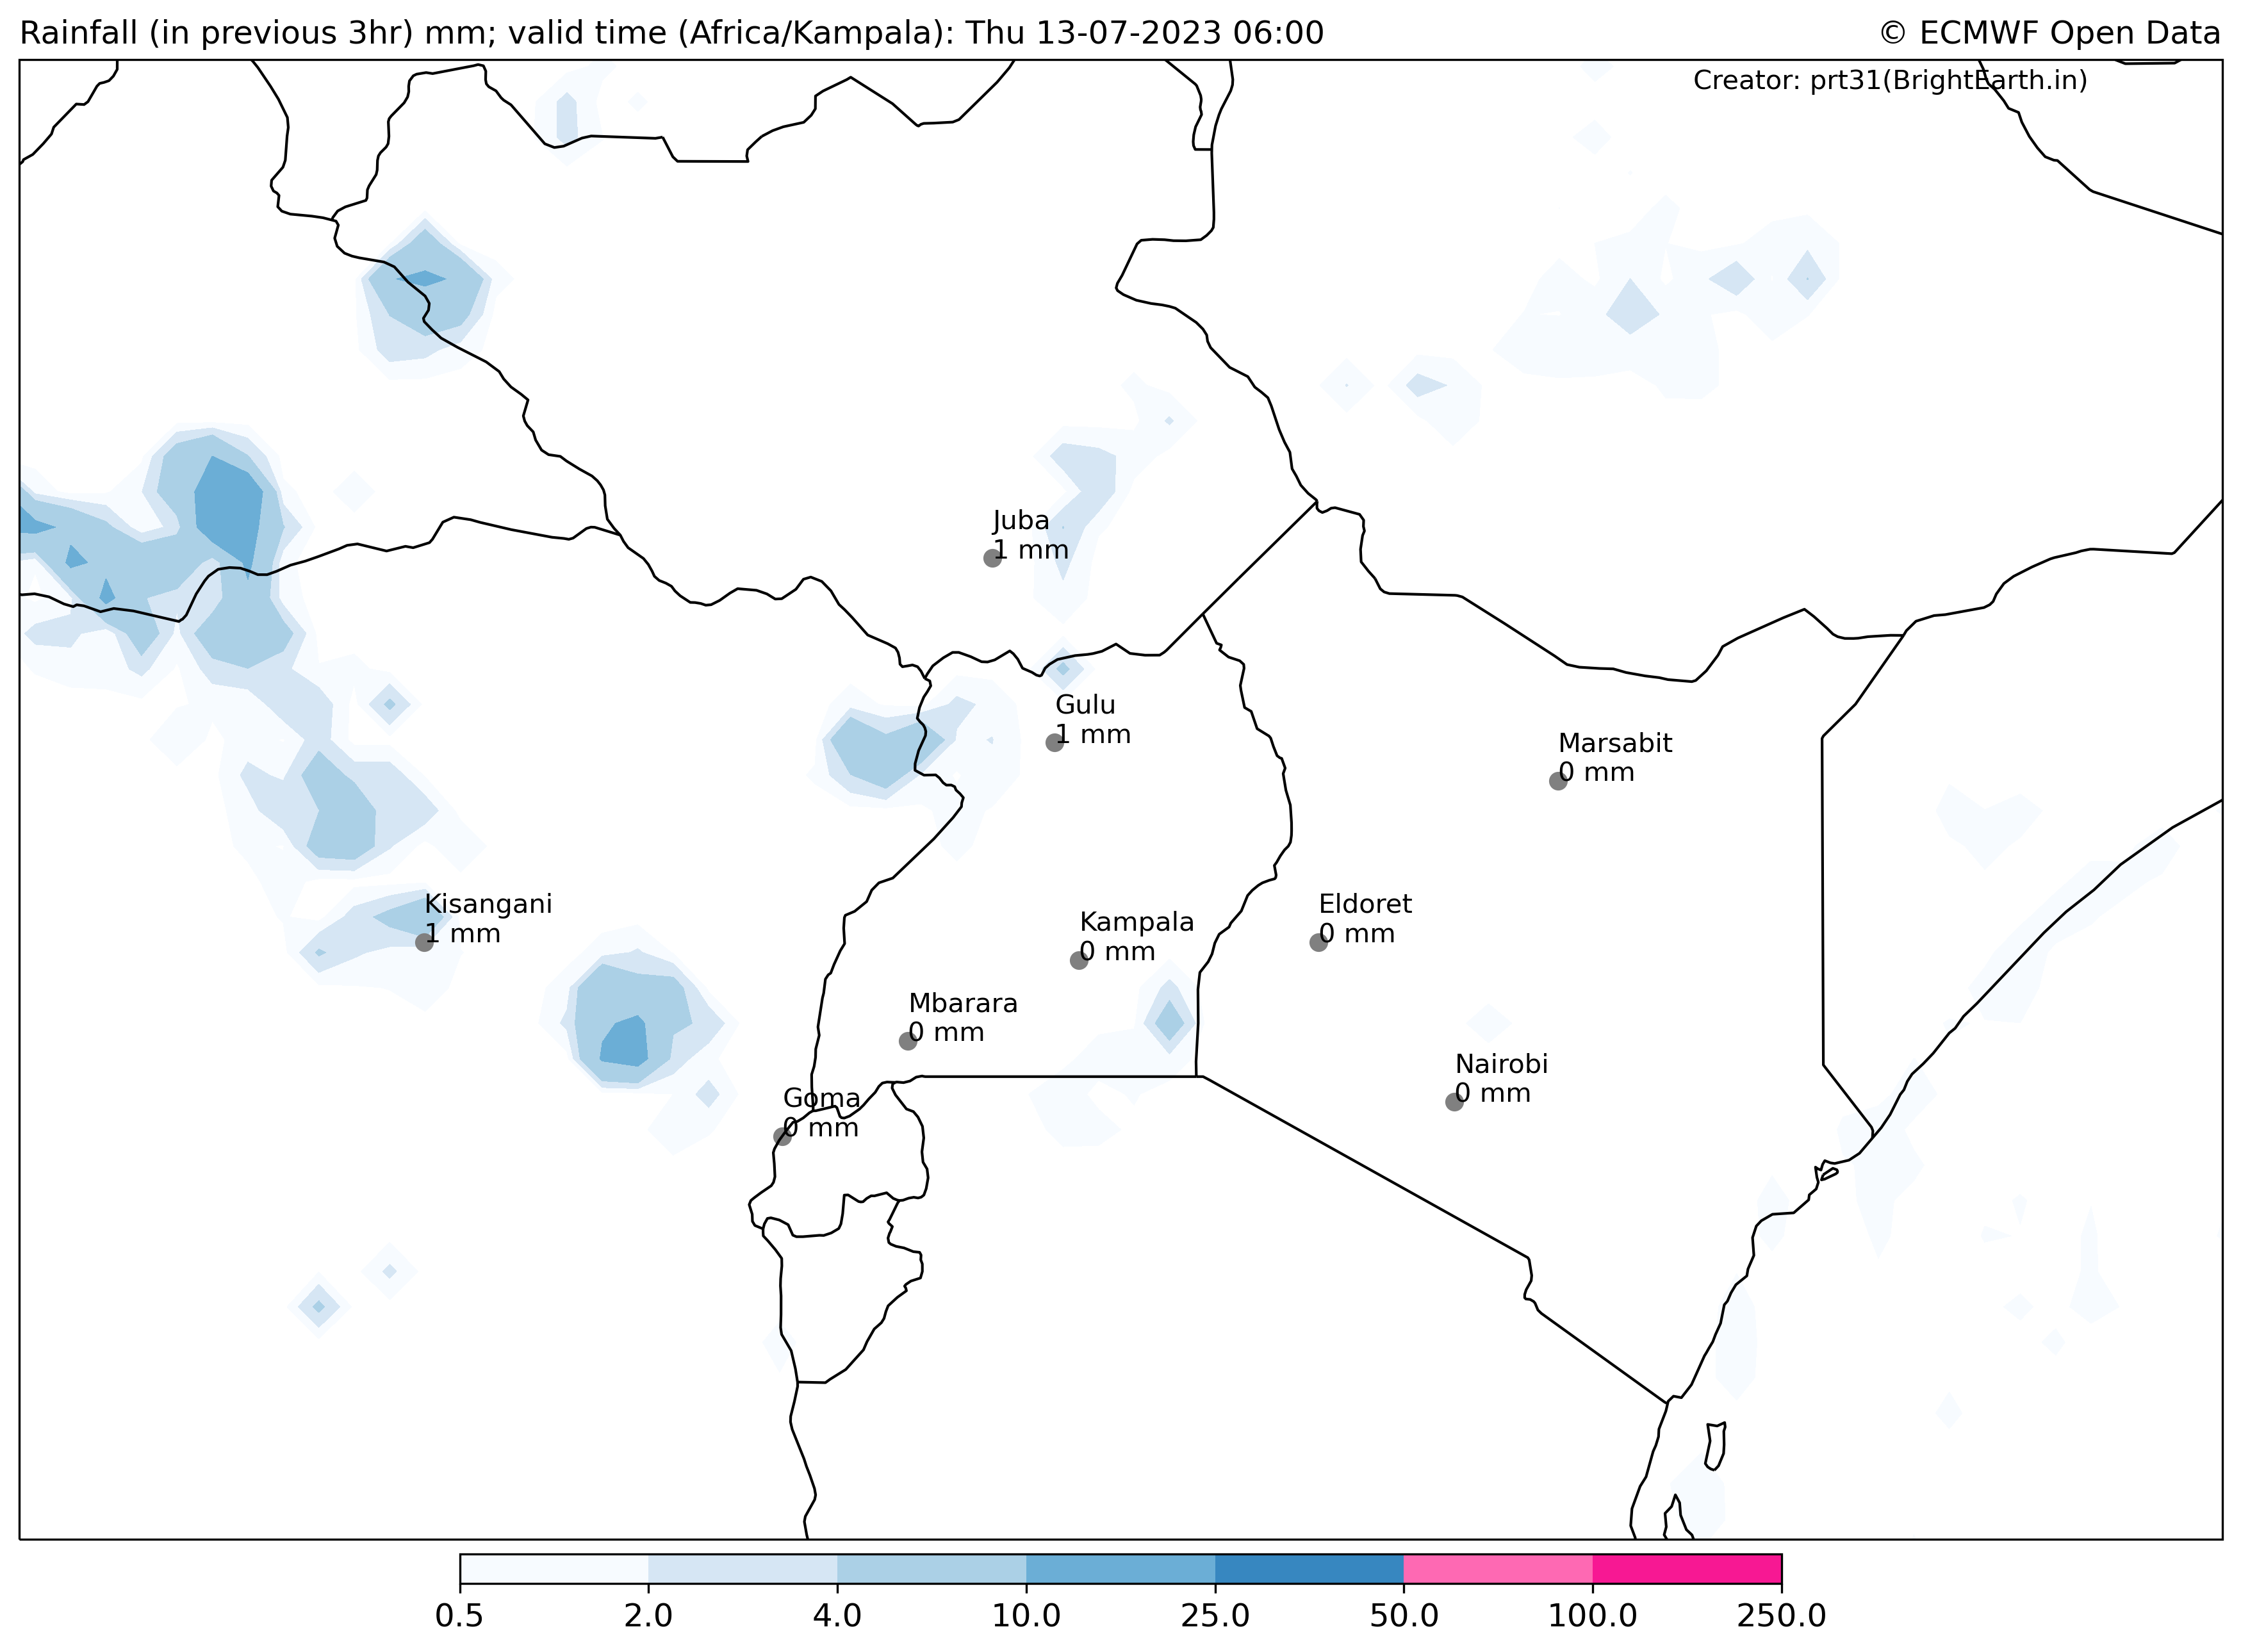 Rainfall (in previous 3hr) mm; valid time (Africa/Kampala): Thu 13-07-2023 06:00
© ECMWF Open Data
Creator: prt31(BrightEarth.in)
Juba
1 mm
Gulu
1 mm
Marsabit
0 mm
Kisangani
1 mm
Eldoret
0 mm
Kampala
0 mm
Mbarara
0 mm
Nairobi
0 mm
Goma
0 mm
0.5 2.0 4.0 10.0 25.0 50.0 100.0 250.0